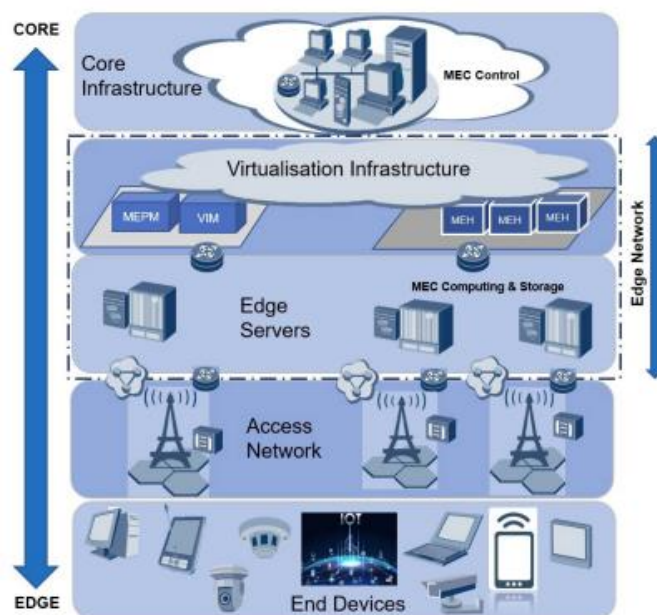 CORE
Core
Infrastructure
MEC Control
Virtualisation Infrastructure
MEPM
VIM
MEH
MEH
MEH
Edge Network
Edge
Servers
MEC Computing & Storage
Access
Network
IOT
End Devices
EDGE